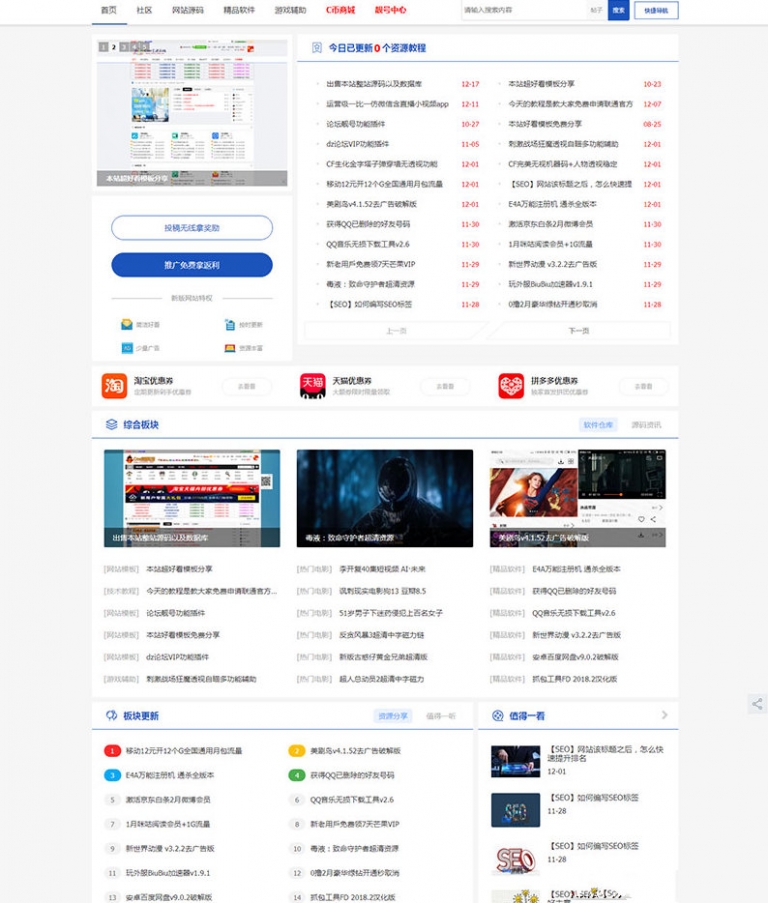 首页 社区 网站源码 精品软件 游戏辅助 C币商城 靓号中心
请输入搜索内容 帖子 搜索 快捷导航
1 2 3 4 5
本站超好看模板分享
今日已更新0个资源教程
出售本站整站源码以及数据库 12-17
本站超好看模板分享 10-23
运营级一比一仿微信含直播小视频app 12-11
今天的教程是教大家免费申请联通官方 12-07
论坛靓号功能插件 10-27
本站超好看模板免费分享 08-25
dz论坛VIP功能插件 11-05
刺激战场狂魔透视自瞄多功能辅助 12-01
CF生化金字塔子弹穿墙无透视功能 12-01
CF完美无视机器码+人物透视稳定 12-01
移动12元开12个G全国通用月包流量 12-01
【SEO】网站该标题之后，怎么快速提 12-01
美剧岛v4.1.52去广告破解版 12-01
E4A万能注册机 通杀全版本 12-01
获得QQ已删除的好友号码 11-30
激活京东白条2月微博会员 11-30
QQ音乐无损下载工具v2.6 11-30
1月咪咕阅读会员+1G流量 11-30
新老用戶免费领7天芒果VIP 11-29
新世界动漫 v3.2.2去广告版 11-29
毒液：致命守护者超清资源 11-29
玩外服BiuBiu加速器v1.9.1 11-29
【SEO】如何编写SEO标签 11-28
0撸2月豪华绿钻开通秒取消 11-28
上一页 下一页
投稿无线拿奖励
推广免费拿返利
新版网站特权
简洁好看 按时更新
少量广告 资源丰富
淘宝优惠券 去看看
天猫优惠券 去看看
拼多多优惠券 去看看
综合板块 软件仓库 源码资讯
出售本站整站源码以及数据库
毒液：致命守护者超清资源
美剧岛v4.1.52去广告破解版
[网站模板] 本站超好看模板分享
[热门电影] 李开复40集短视频 AI·未来
[精品软件] E4A万能注册机 通杀全版本
[技术教程] 今天的教程是教大家免费申请联通官方...
[热门电影] 讽刺现实电影狗13 豆瓣8.5
[精品软件] 获得QQ已删除的好友号码
[网站模板] 论坛靓号功能插件
[热门电影] 51岁男子下迷药侵犯上百名女子
[精品软件] QQ音乐无损下载工具v2.6
[网站模板] 本站超好看模板免费分享
[热门电影] 反贪风暴3超清中字磁力链
[精品软件] 新世界动漫 v3.2.2去广告版
[网站模板] dz论坛VIP功能插件
[热门电影] 新版古惑仔黄金兄弟超清版
[精品软件] 安卓百度网盘v9.0.2破解版
[游戏辅助] 刺激战场狂魔透视自瞄多功能辅助
[热门电影] 超人总动员2超清中字磁力
[精品软件] 抓包工具FD 2018.2汉化版
板块更新 资源分享 值得一听
1 移动12元开12个G全国通用月包流量
2 美剧岛v4.1.52去广告破解版
3 E4A万能注册机 通杀全版本
4 获得QQ已删除的好友号码
5 激活京东白条2月微博会员
6 QQ音乐无损下载工具v2.6
7 1月咪咕阅读会员+1G流量
8 新老用戶免费领7天芒果VIP
9 新世界动漫 v3.2.2去广告版
10 毒液：致命守护者超清资源
11 玩外服BiuBiu加速器v1.9.1
12 0撸2月豪华绿钻开通秒取消
13 安卓百度网盘v9.0.2破解版
14 抓包工具FD 2018.2汉化版
值得一看
【SEO】网站该标题之后，怎么快
速提升排名
12-01
SEO
【SEO】如何编写SEO标签
11-28
SEO
【SEO】如何编写SEO标签
11-28